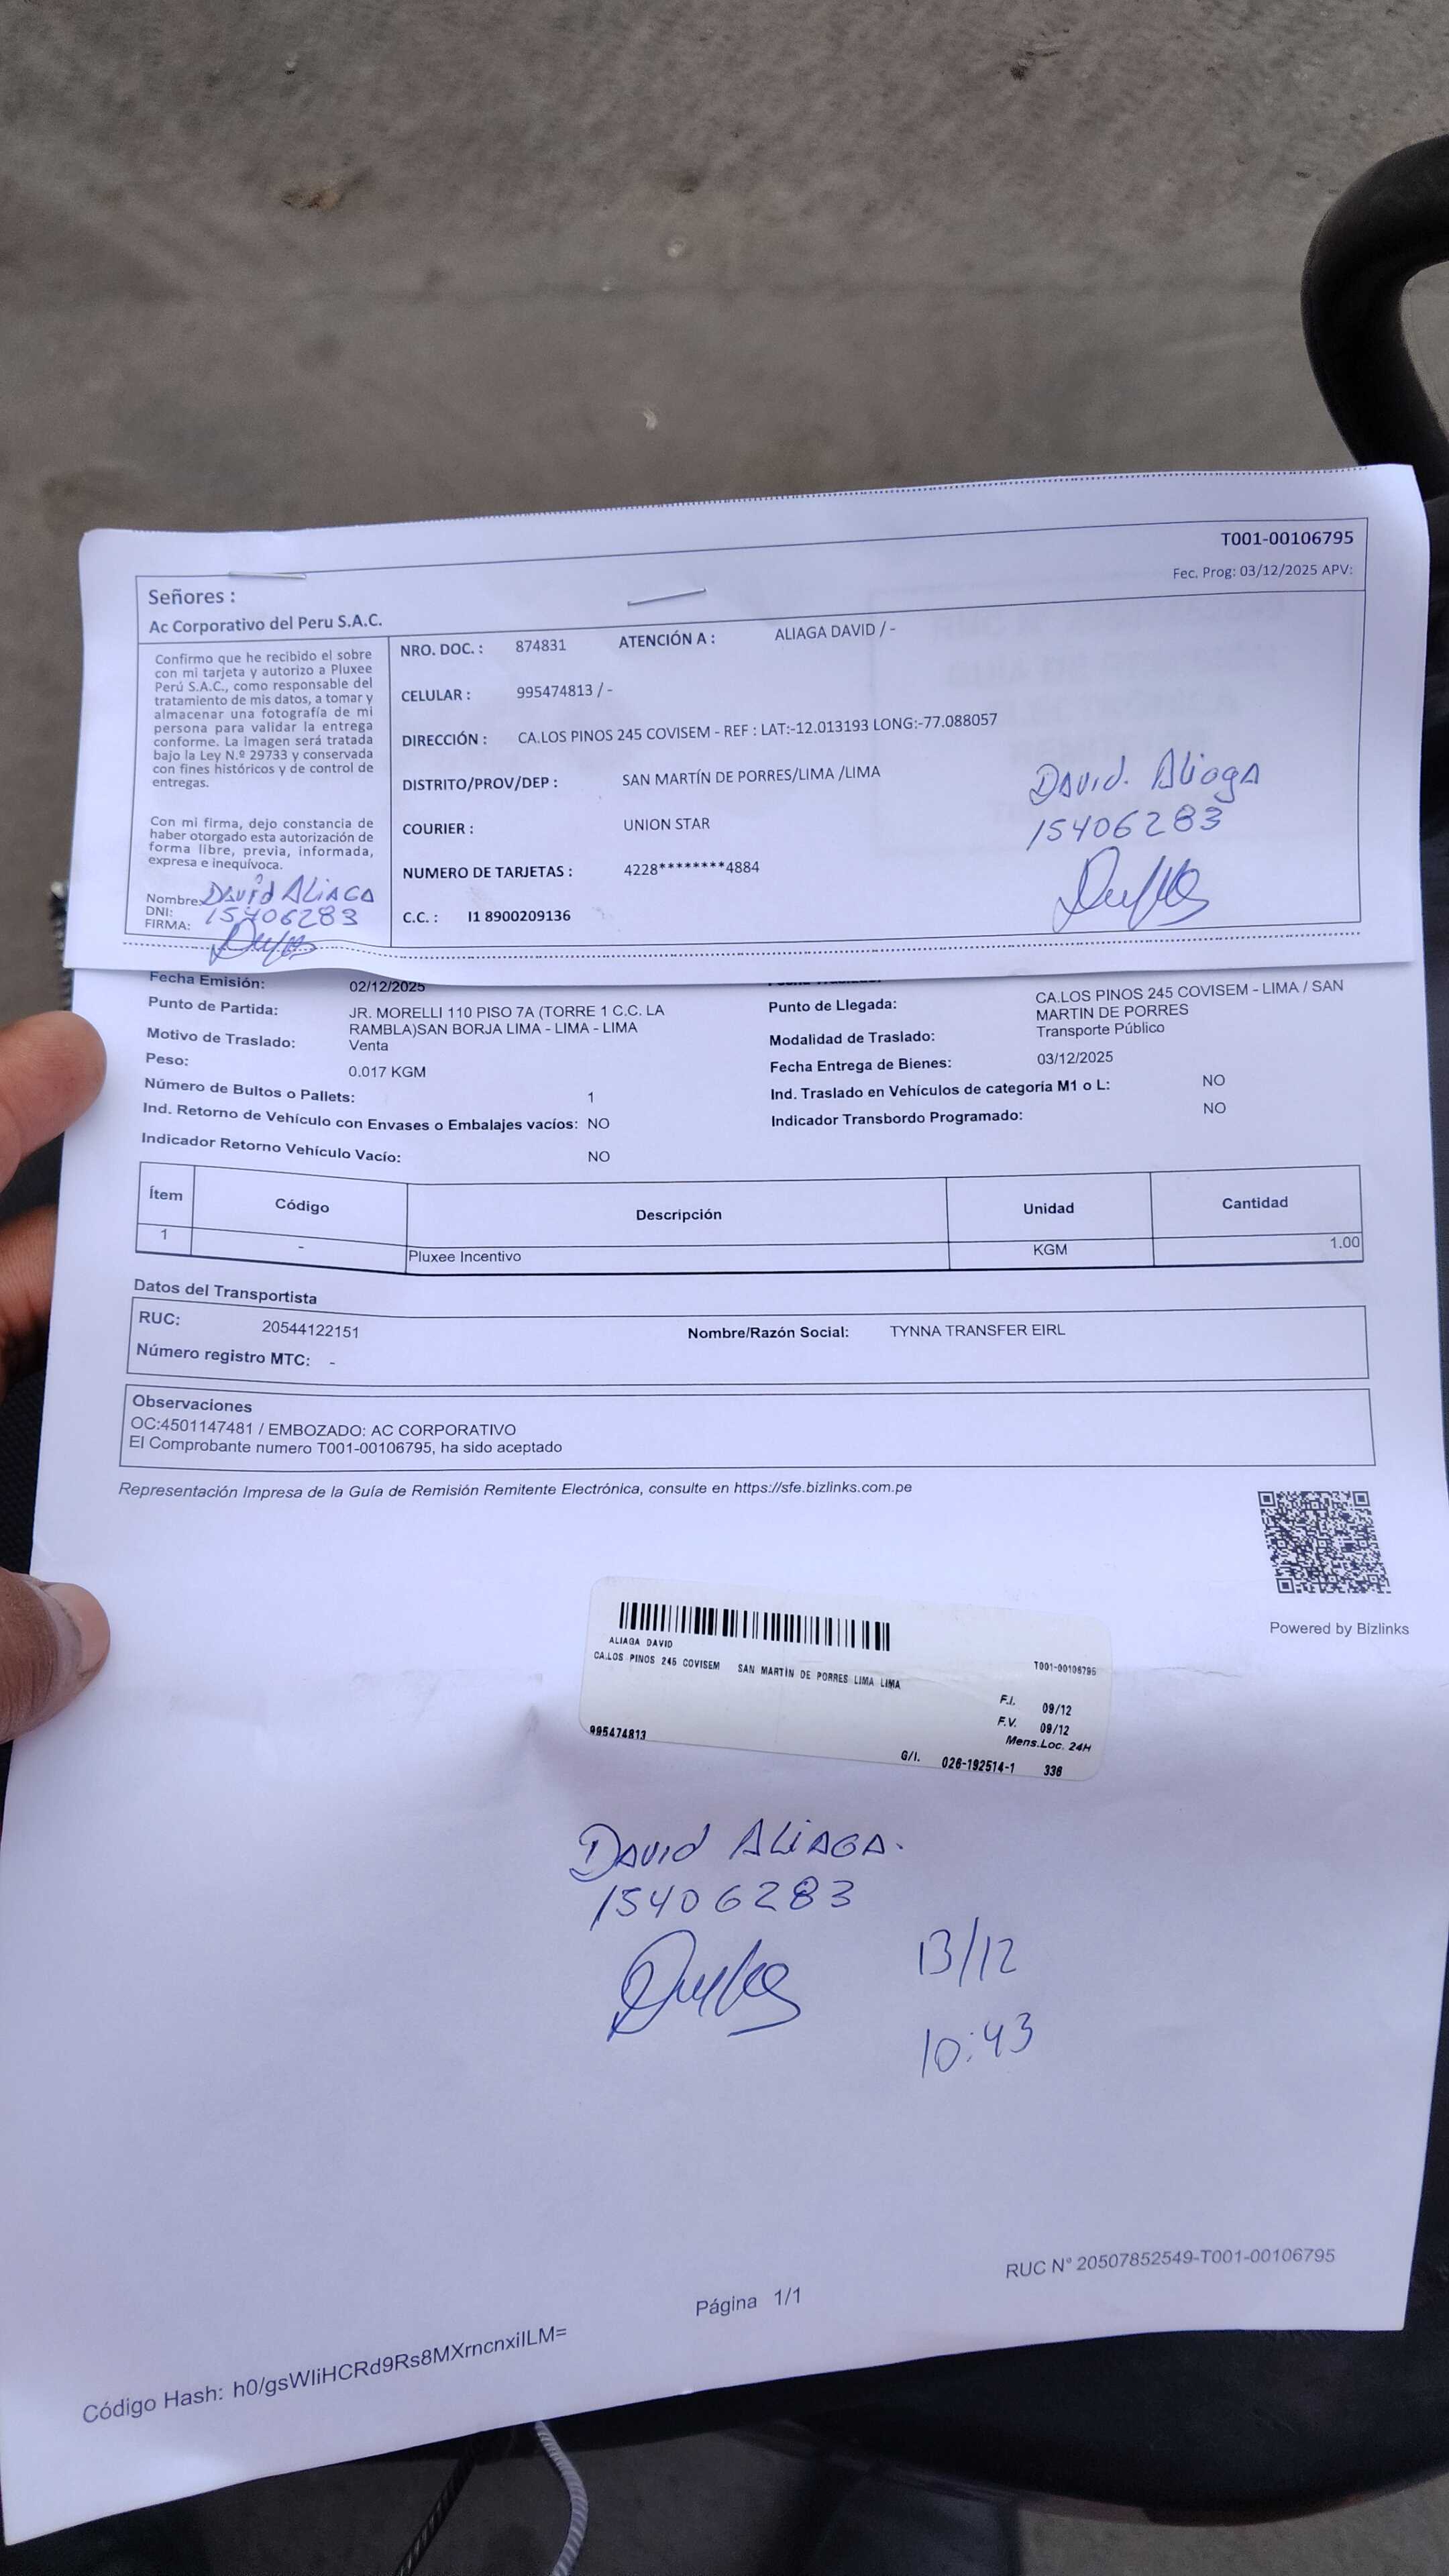 T001-00106795
Fec. Prog: 03/12/2025 APV:
Señores :
Ac Corporativo del Peru S.A.C.
Confirmo que he recibido el sobre
con mi tarjeta y autorizo a Pluxee
Perú S.A.C., como responsable del
tratamiento de mis datos, a tomar y
almacenar una fotografía de mi
persona para validar la entrega
conforme. La imagen será tratada
bajo la Ley N.º 29733 y conservada
con fines históricos y de control de
entregas.
Con mi firma, dejo constancia de
haber otorgado esta autorización de
forma libre, previa, informada,
expresa e inequívoca.
Nombre: David ALiAGA
DNI: 15406283
FIRMA:
NRO. DOC. : 874831 ATENCIÓN A : ALIAGA DAVID / -
CELULAR : 995474813 / -
DIRECCIÓN : CA.LOS PINOS 245 COVISEM - REF : LAT:-12.013193 LONG:-77.088057
DISTRITO/PROV/DEP : SAN MARTÍN DE PORRES/LIMA /LIMA
COURIER : UNION STAR
NUMERO DE TARJETAS : 4228********4884
C.C. : I1 8900209136
David. Aliaga
15406283
Fecha Emisión: 02/12/2025
Punto de Partida: JR. MORELLI 110 PISO 7A (TORRE 1 C.C. LA
RAMBLA)SAN BORJA LIMA - LIMA - LIMA
Motivo de Traslado: Venta
Peso: 0.017 KGM
Número de Bultos o Pallets: 1
Ind. Retorno de Vehículo con Envases o Embalajes vacíos: NO
Indicador Retorno Vehículo Vacío: NO
Punto de Llegada: CA.LOS PINOS 245 COVISEM - LIMA / SAN
MARTIN DE PORRES
Modalidad de Traslado: Transporte Público
Fecha Entrega de Bienes: 03/12/2025
Ind. Traslado en Vehículos de categoría M1 o L: NO
Indicador Transbordo Programado: NO
Ítem Código Descripción Unidad Cantidad
1 - Pluxee Incentivo KGM 1.00
Datos del Transportista
RUC: 20544122151 Nombre/Razón Social: TYNNA TRANSFER EIRL
Número registro MTC: -
Observaciones
OC:4501147481 / EMBOZADO: AC CORPORATIVO
El Comprobante numero T001-00106795, ha sido aceptado
Representación Impresa de la Guía de Remisión Remitente Electrónica, consulte en https://sfe.bizlinks.com.pe
Powered by Bizlinks
ALIAGA DAVID
CA.LOS PINOS 245 COVISEM SAN MARTÍN DE PORRES LIMA LIMA
T001-00106795
F.I. 09/12
F.V. 09/12
Mens.Loc. 24H
995474813
G/I. 026-192514-1 336
David ALiAGA.
15406283
13/12
10:43
RUC N° 20507852549-T001-00106795
Página 1/1
Código Hash: h0/gsWIiHCRd9Rs8MXrncnxiILM=